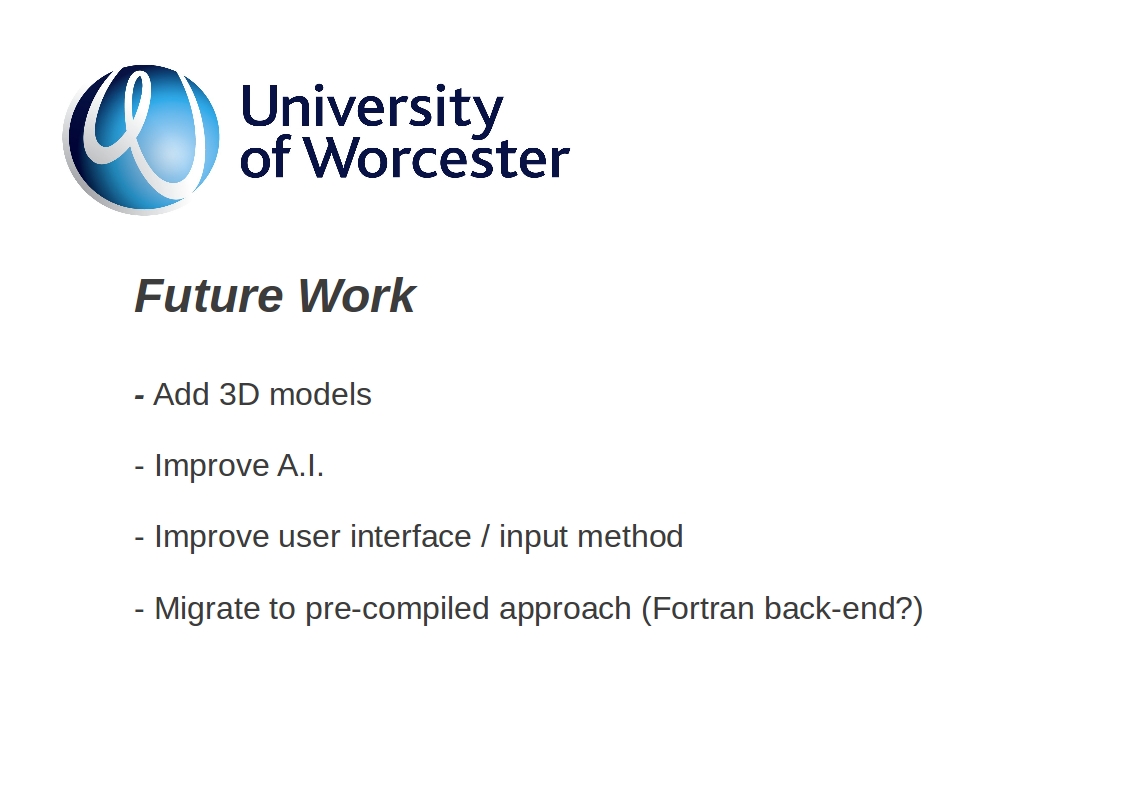 University
of Worcester
Future Work
- Add 3D models
- Improve A.I.
- Improve user interface / input method
- Migrate to pre-compiled approach (Fortran back-end?)